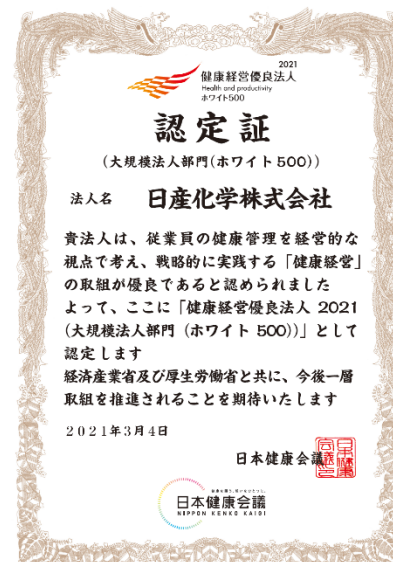 2021
健康経営優良法人
Health and productivity
ホワイト500
認定証
(大規模法人部門(ホワイト500))
法人名 日産化学株式会社
貴法人は、従業員の健康管理を経営的な
視点で考え、戦略的に実践する「健康経営」
の取組が優良であると認められました
よって、ここに「健康経営優良法人 2021
(大規模法人部門 (ホワイト 500))」として
認定します
経済産業省及び厚生労働省と共に、今後一層
取組を推進されることを期待いたします
2021年3月4日
日本健康会議
日本健康会議
NIPPON KENKO KAIGI